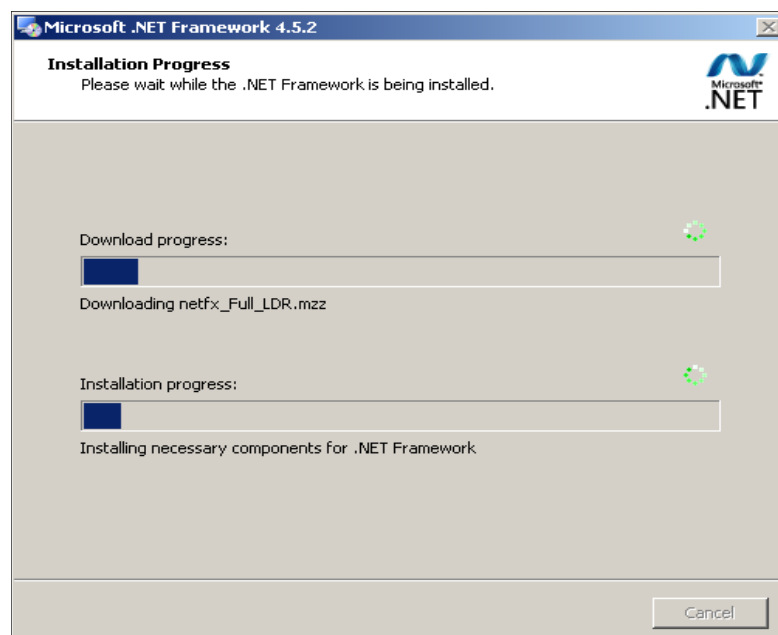 Microsoft .NET Framework 4.5.2
Installation Progress
Please wait while the .NET Framework is being installed.
Microsoft
.NET
Download progress:
Downloading netfx_Full_LDR.mzz
Installation progress:
Installing necessary components for .NET Framework
Cancel